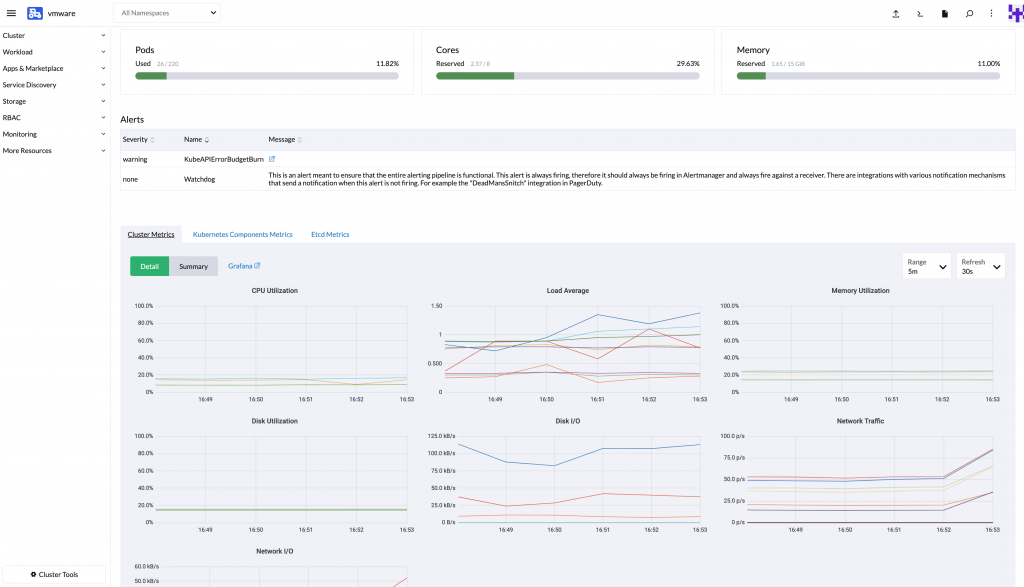 vmware
All Namespaces
Cluster
Workload
Apps & Marketplace
Service Discovery
Storage
RBAC
Monitoring
More Resources
Cluster Tools
Pods
Used 26 / 220 11.82%
Cores
Reserved 2.37 / 8 29.63%
Memory
Reserved 1.65 / 15 GiB 11.00%
Alerts
Severity Name Message
warning KubeAPIErrorBudgetBurn
none Watchdog
This is an alert meant to ensure that the entire alerting pipeline is functional. This alert is always firing, therefore it should always be firing in Alertmanager and always fire against a receiver. There are integrations with various notification mechanisms
that send a notification when this alert is not firing. For example the "DeadMansSnitch" integration in PagerDuty.
Cluster Metrics Kubernetes Components Metrics Etcd Metrics
Detail Summary Grafana
Range
5m
Refresh
30s
CPU Utilization
100.0%
80.0%
60.0%
40.0%
20.0%
0%
16:49 16:50 16:51 16:52 16:53
Load Average
1.50
1
0.500
0
16:49 16:50 16:51 16:52 16:53
Memory Utilization
100.0%
80.0%
60.0%
40.0%
20.0%
0%
16:49 16:50 16:51 16:52 16:53
Disk Utilization
100.0%
80.0%
60.0%
40.0%
20.0%
0%
16:49 16:50 16:51 16:52 16:53
Disk I/O
125.0 kB/s
100.0 kB/s
75.0 kB/s
50.0 kB/s
25.0 kB/s
0 B/s
16:49 16:50 16:51 16:52 16:53
Network Traffic
100.0 p/s
75.0 p/s
50.0 p/s
25.0 p/s
0 p/s
16:49 16:50 16:51 16:52 16:53
Network I/O
60.0 kB/s
50.0 kB/s